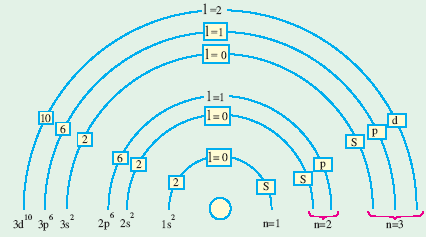 l=2
l=1
l=0
10
6
2
d
p
S
l=1
l=0
6
2
p
S
l=0
2
S
3d¹⁰ 3p⁶ 3s² 2p⁶ 2s² 1s² n=1 n=2 n=3